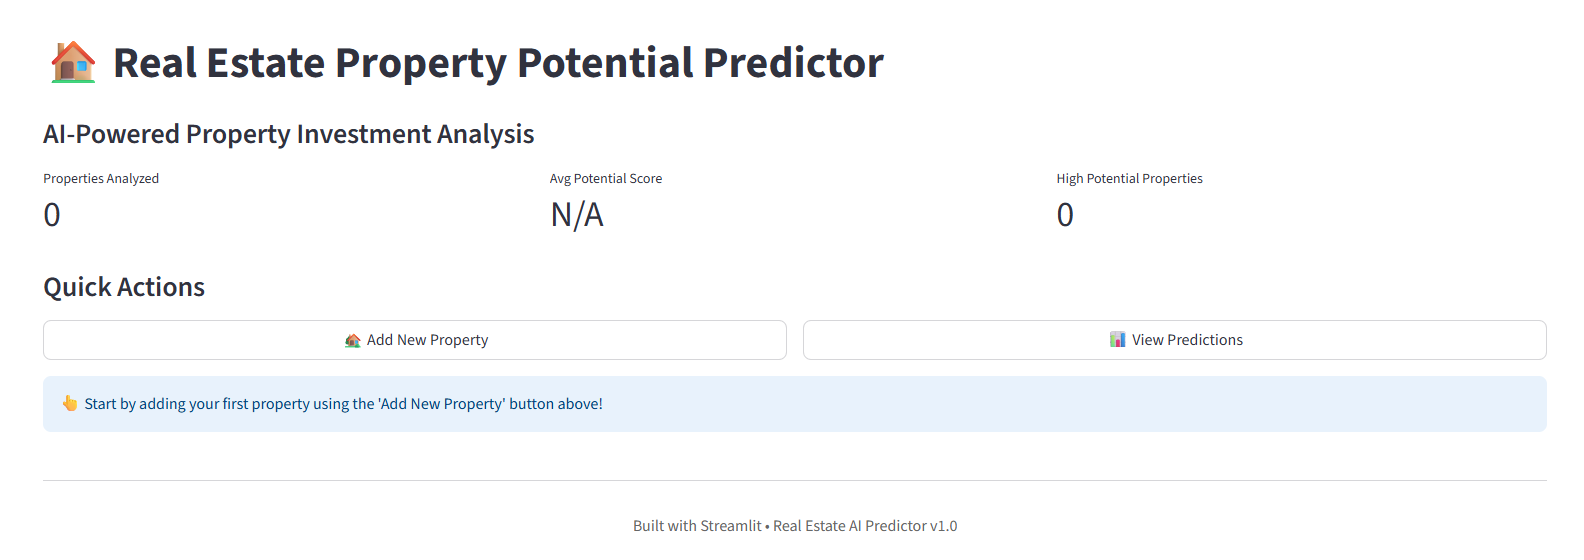 Real Estate Property Potential Predictor
AI-Powered Property Investment Analysis
Properties Analyzed
0
Avg Potential Score
N/A
High Potential Properties
0
Quick Actions
Add New Property
View Predictions
Start by adding your first property using the 'Add New Property' button above!
Built with Streamlit • Real Estate AI Predictor v1.0